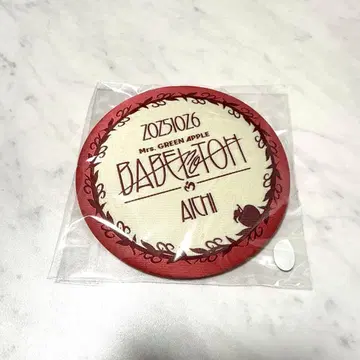 20251026
Mrs. GREEN APPLE
BABEL no TOH
AICHI